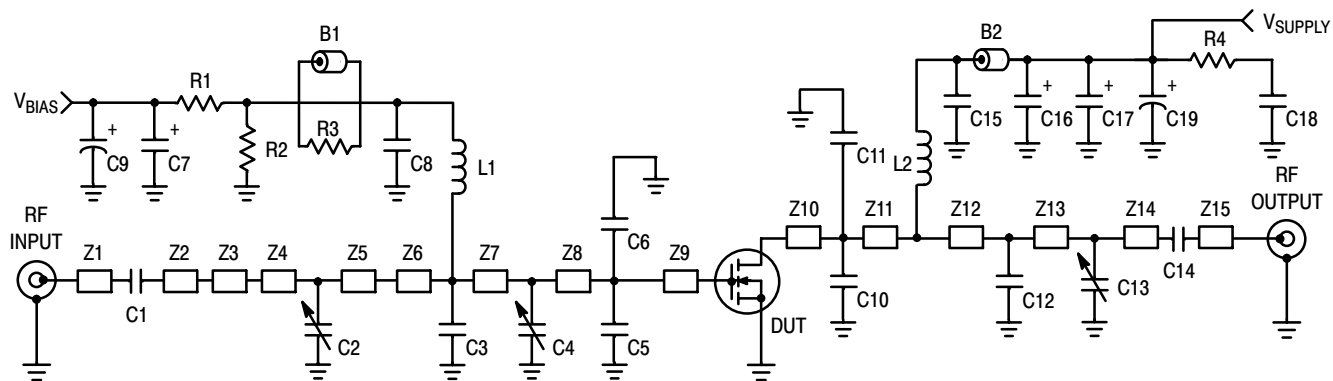 B1
B2
V_SUPPLY
R4
R1
V_BIAS
+
+
+
+
+
C9
C7
R2
R3
C8
L1
C15
C16
C17
C19
C18
C11
L2
RF
INPUT
RF
OUTPUT
Z1
Z2
Z3
Z4
Z5
Z6
Z7
Z8
Z9
Z10
Z11
Z12
Z13
Z14
Z15
C6
C1
C2
C3
C4
C5
DUT
C10
C12
C13
C14